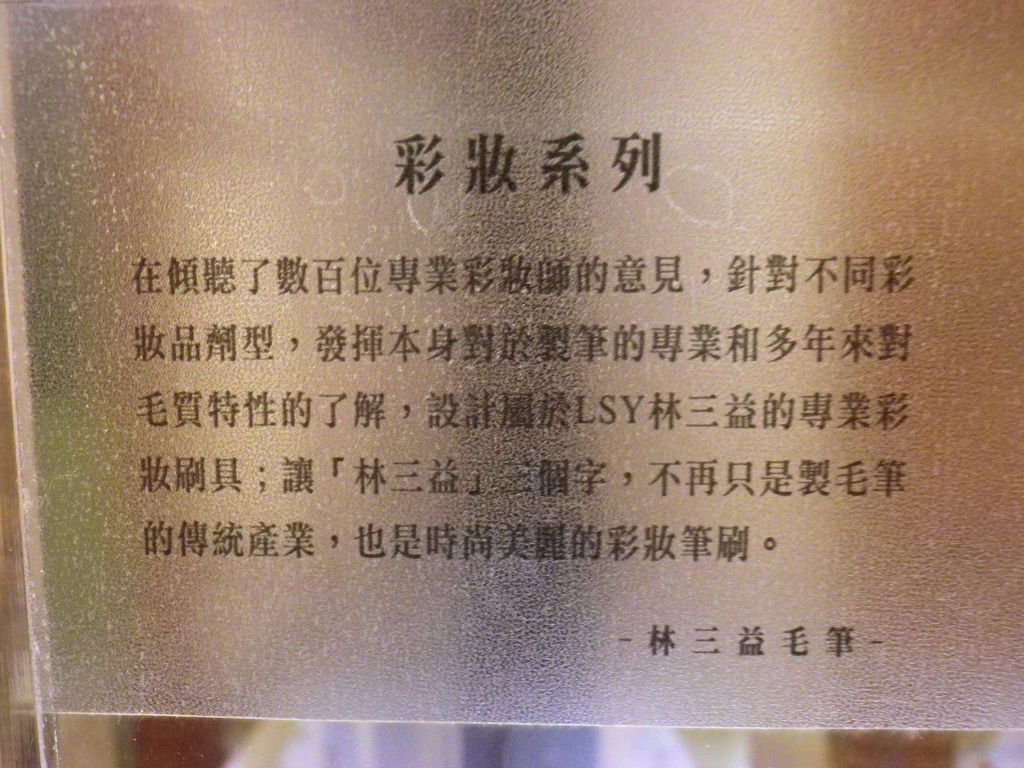 彩妝系列
在傾聽了數百位專業彩妝師的意見，針對不同彩
妝品劑型，發揮本身對於製筆的專業和多年來對
毛質特性的了解，設計屬於LSY林三益的專業彩
妝刷具；讓「林三益」三個字，不再只是製毛筆
的傳統產業，也是時尚美麗的彩妝筆刷。
-林三益毛筆-